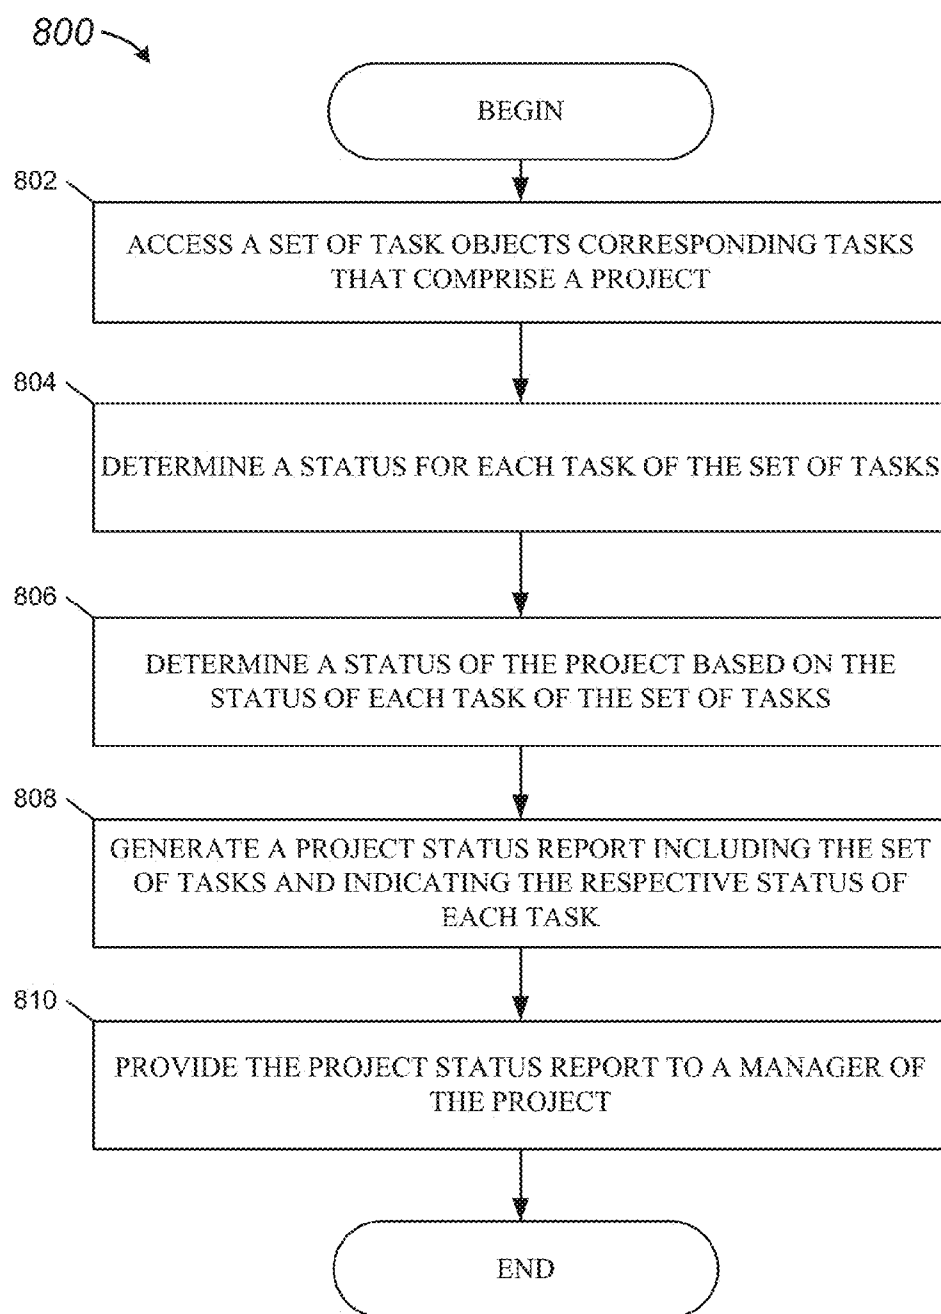 800
BEGIN
802
ACCESS A SET OF TASK OBJECTS CORRESPONDING TASKS
THAT COMPRISE A PROJECT
804
DETERMINE A STATUS FOR EACH TASK OF THE SET OF TASKS
806
DETERMINE A STATUS OF THE PROJECT BASED ON THE
STATUS OF EACH TASK OF THE SET OF TASKS
808
GENERATE A PROJECT STATUS REPORT INCLUDING THE SET
OF TASKS AND INDICATING THE RESPECTIVE STATUS OF
EACH TASK
810
PROVIDE THE PROJECT STATUS REPORT TO A MANAGER OF
THE PROJECT
END